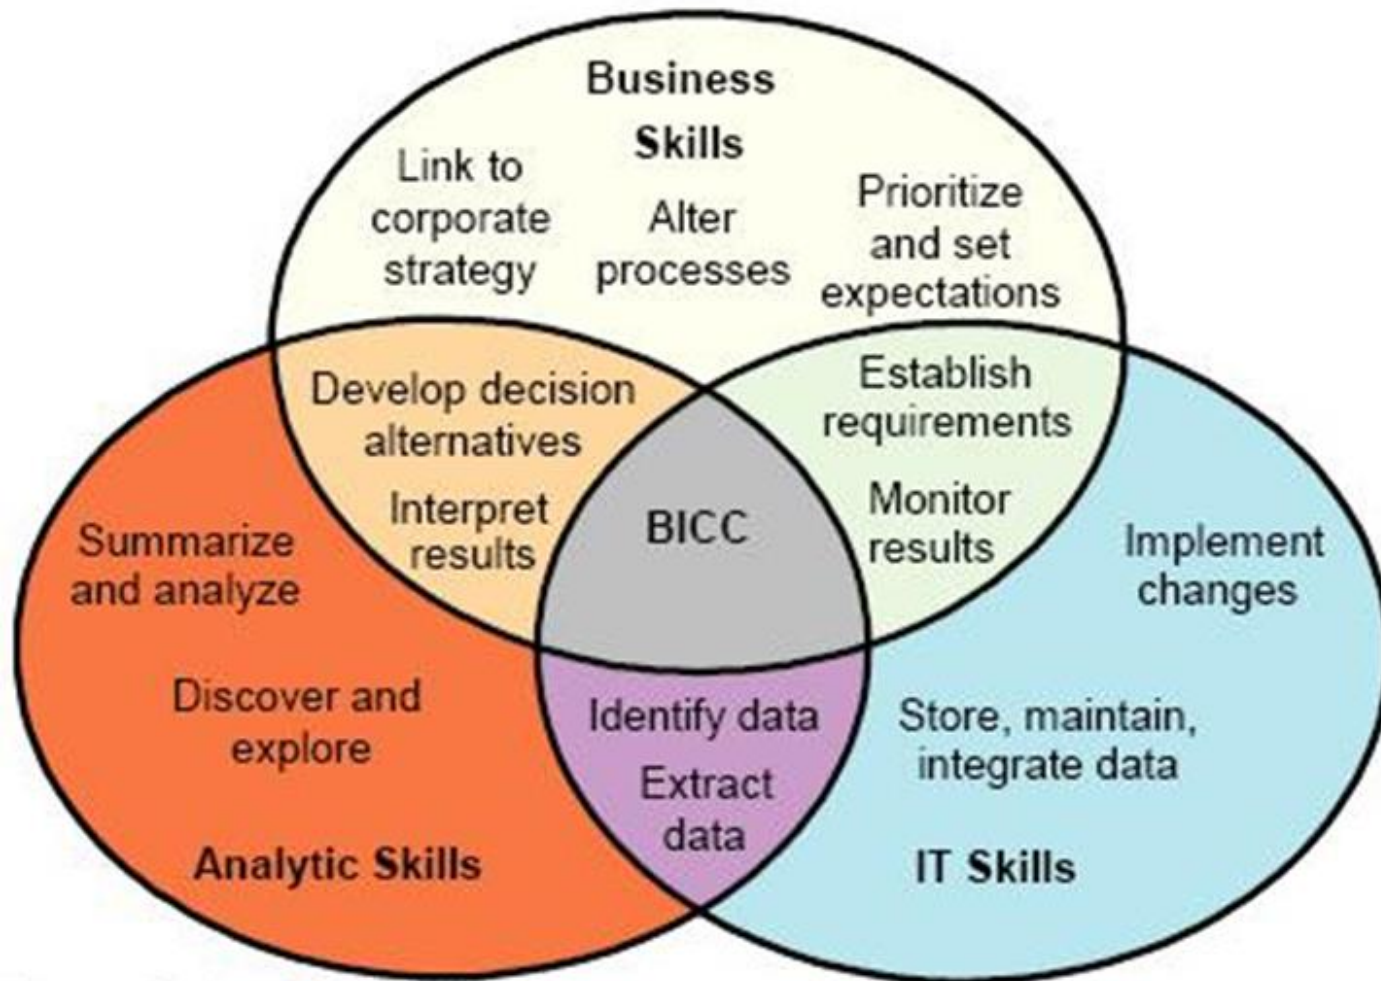 Business
Skills
Link to
corporate
strategy
Alter
processes
Prioritize
and set
expectations
Develop decision
alternatives
Interpret
results
Establish
requirements
Monitor
results
BICC
Summarize
and analyze
Discover and
explore
Analytic Skills
Identify data
Extract
data
Implement
changes
Store, maintain,
integrate data
IT Skills